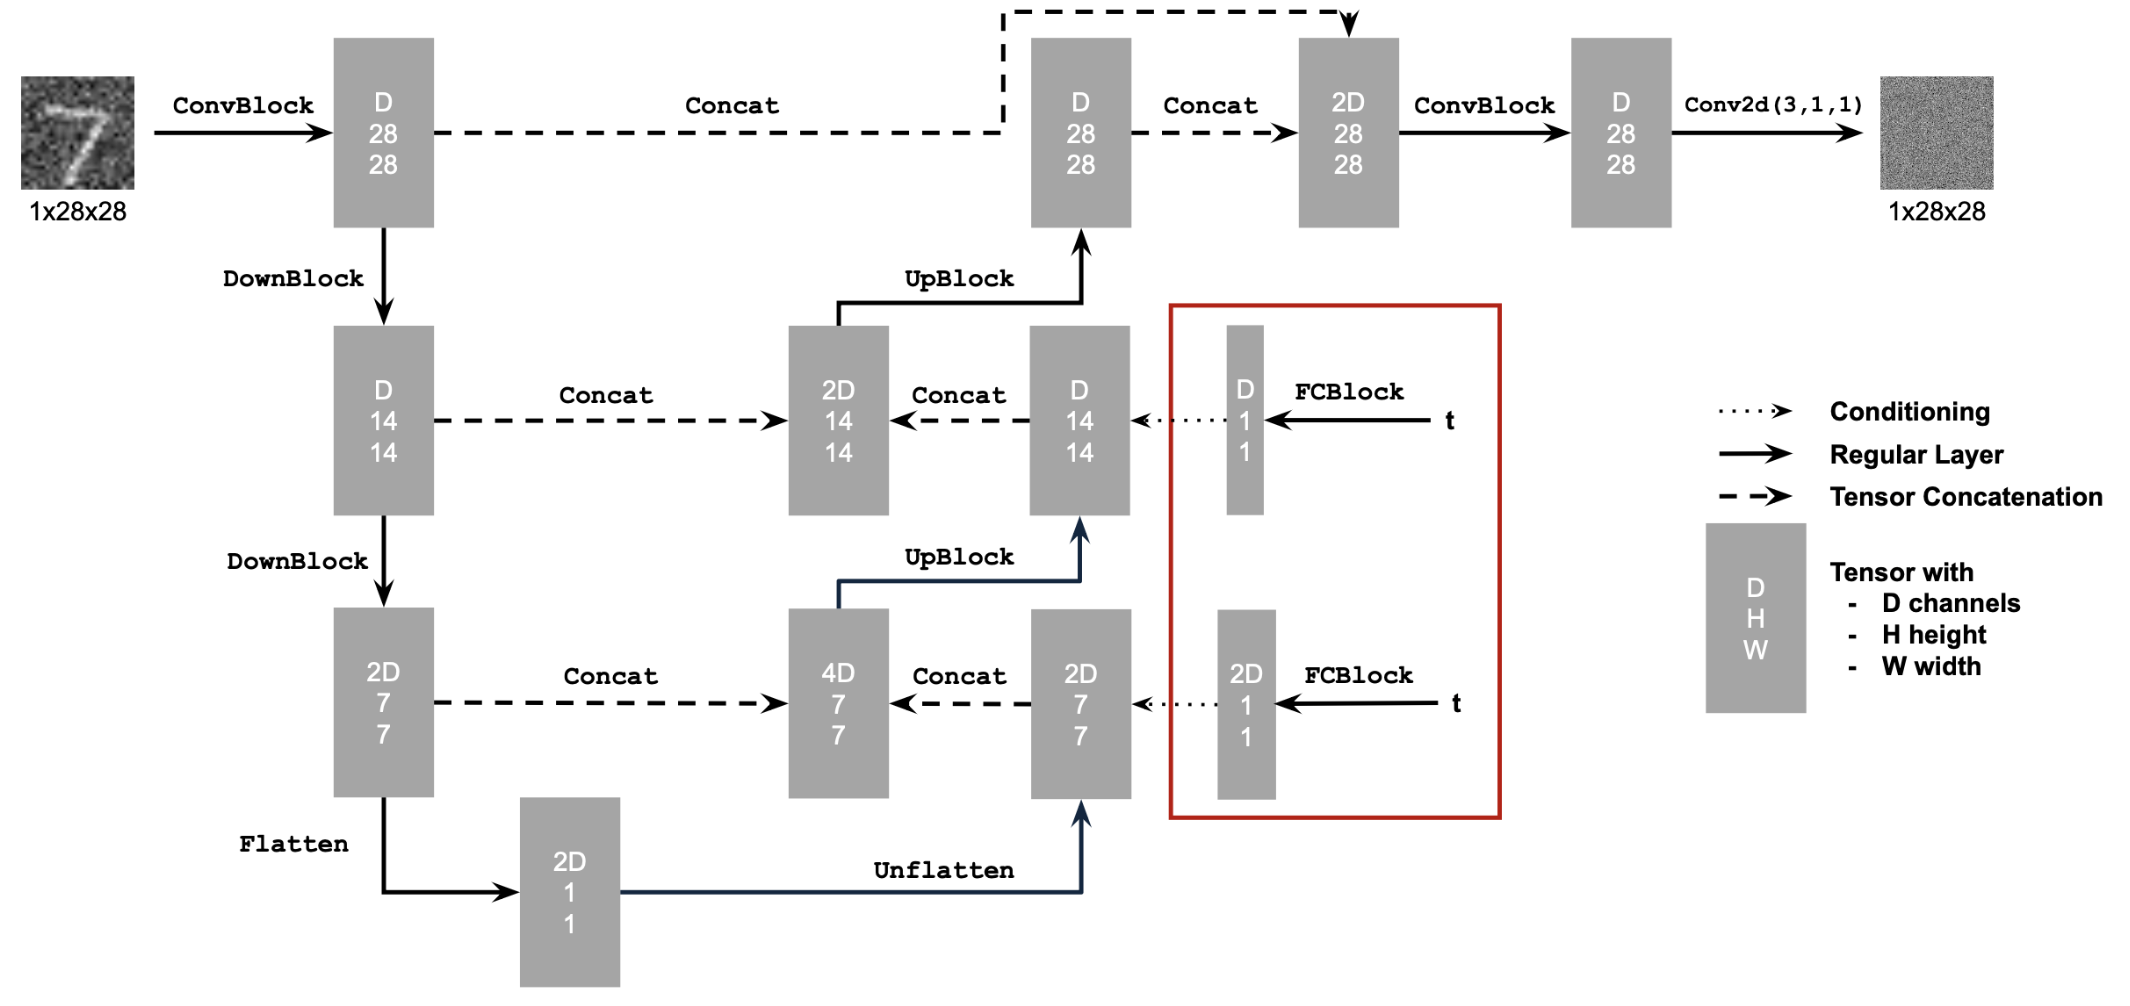 ConvBlock
D
28
28
Concat
D
28
28
Concat
2D
28
28
ConvBlock
D
28
28
Conv2d(3,1,1)
1x28x28
1x28x28
DownBlock
UpBlock
D
14
14
Concat
2D
14
14
Concat
D
14
14
D
1
1
FCBlock
t
Conditioning
Regular Layer
Tensor Concatenation
DownBlock
UpBlock
2D
7
7
Concat
4D
7
7
Concat
2D
7
7
2D
1
1
FCBlock
t
D
H
W
Tensor with
- D channels
- H height
- W width
Flatten
2D
1
1
Unflatten